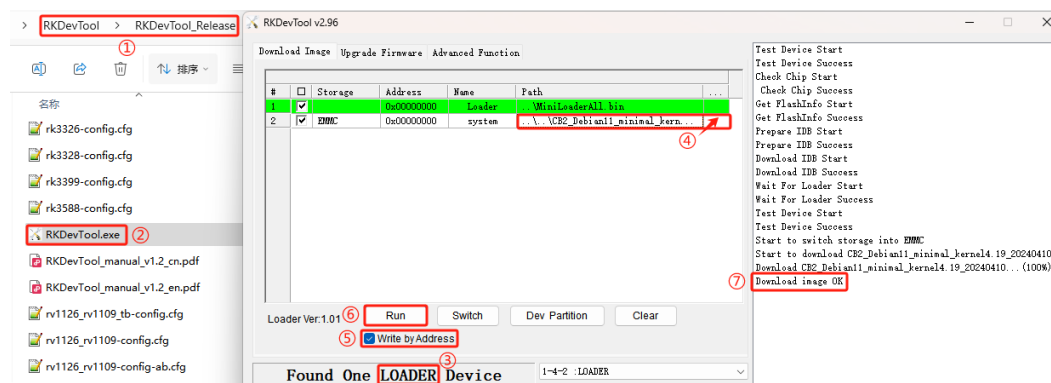 RKDevTool > RKDevTool_Release
①
排序
名称
rk3326-config.cfg
rk3328-config.cfg
rk3399-config.cfg
rk3588-config.cfg
RKDevTool.exe ②
RKDevTool_manual_v1.2_cn.pdf
RKDevTool_manual_v1.2_en.pdf
rv1126_rv1109_tb-config.cfg
rv1126_rv1109-config.cfg
rv1126_rv1109-config-ab.cfg
RKDevTool v2.96
Download Image Upgrade Firmware Advanced Function
# Storage Address Name Path ...
1 0x00000000 Loader ..\MiniLoaderAll.bin
2 EMMC 0x00000000 system ..\..\CB2_Debian11_minimal_kern...
④
Loader Ver:1.01 ⑥ Run Switch Dev Partition Clear
⑤ Write by Address
③
Found One LOADER Device 1-4-2 :LOADER
Test Device Start
Test Device Success
Check Chip Start
Check Chip Success
Get FlashInfo Start
Get FlashInfo Success
Prepare IDB Start
Prepare IDB Success
Download IDB Start
Download IDB Success
Wait For Loader Start
Wait For Loader Success
Test Device Start
Test Device Success
Start to switch storage into EMMC
Start to download CB2_Debian11_minimal_kernel4.19_20240410
Download CB2_Debian11_minimal_kernel4.19_20240410...(100%)
⑦ Download image OK